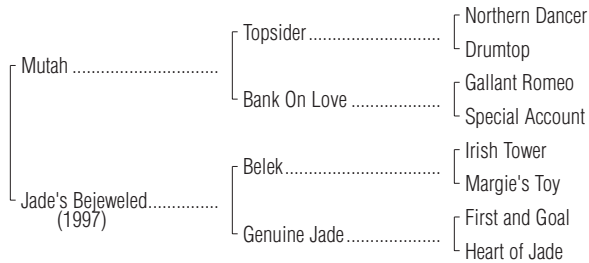 Northern Dancer
Topsider..........................
Drumtop
Mutah .............................
Gallant Romeo
Bank On Love ..................
Special Account
Irish Tower
Belek...............................
Margie's Toy
Jade's Bejeweled..............
(1997)
First and Goal
Genuine Jade...................
Heart of Jade